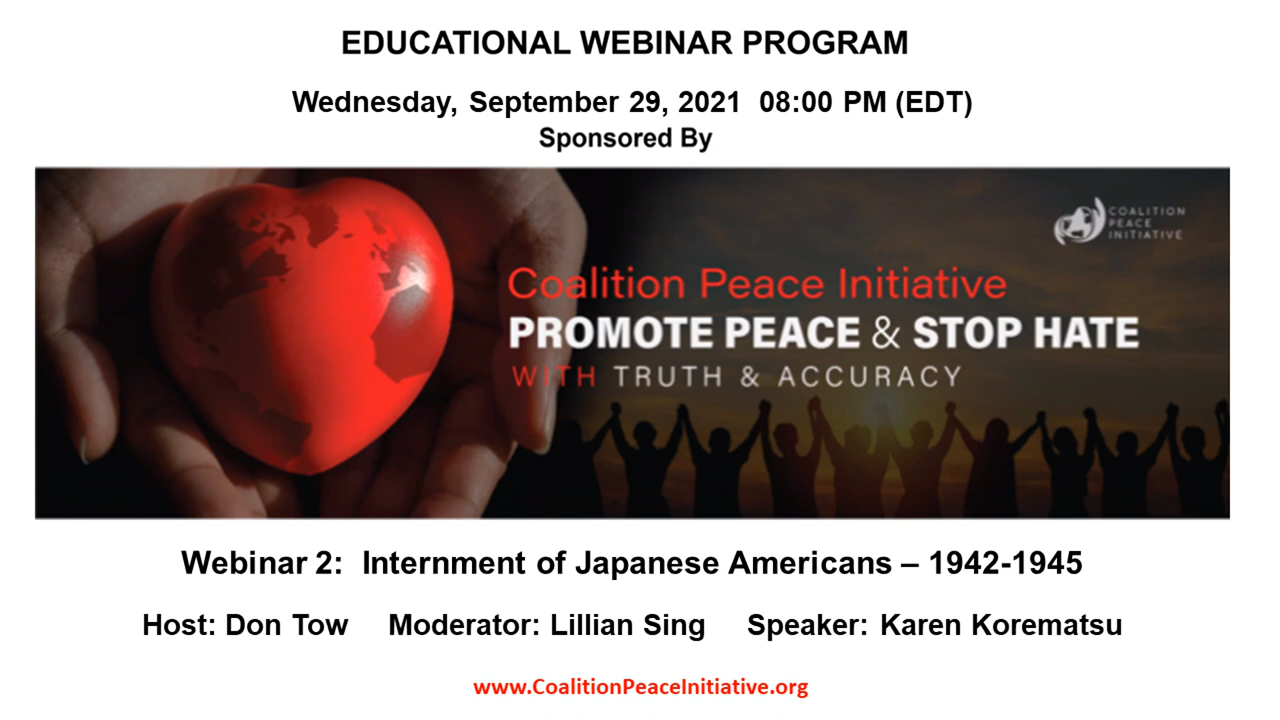 EDUCATIONAL WEBINAR PROGRAM
Wednesday, September 29, 2021 08:00 PM (EDT)
Sponsored By
COALITION
PEACE
INITIATIVE
Coalition Peace Initiative
PROMOTE PEACE & STOP HATE
WITH TRUTH & ACCURACY
Webinar 2: Internment of Japanese Americans – 1942-1945
Host: Don Tow Moderator: Lillian Sing Speaker: Karen Korematsu
www.CoalitionPeaceInitiative.org